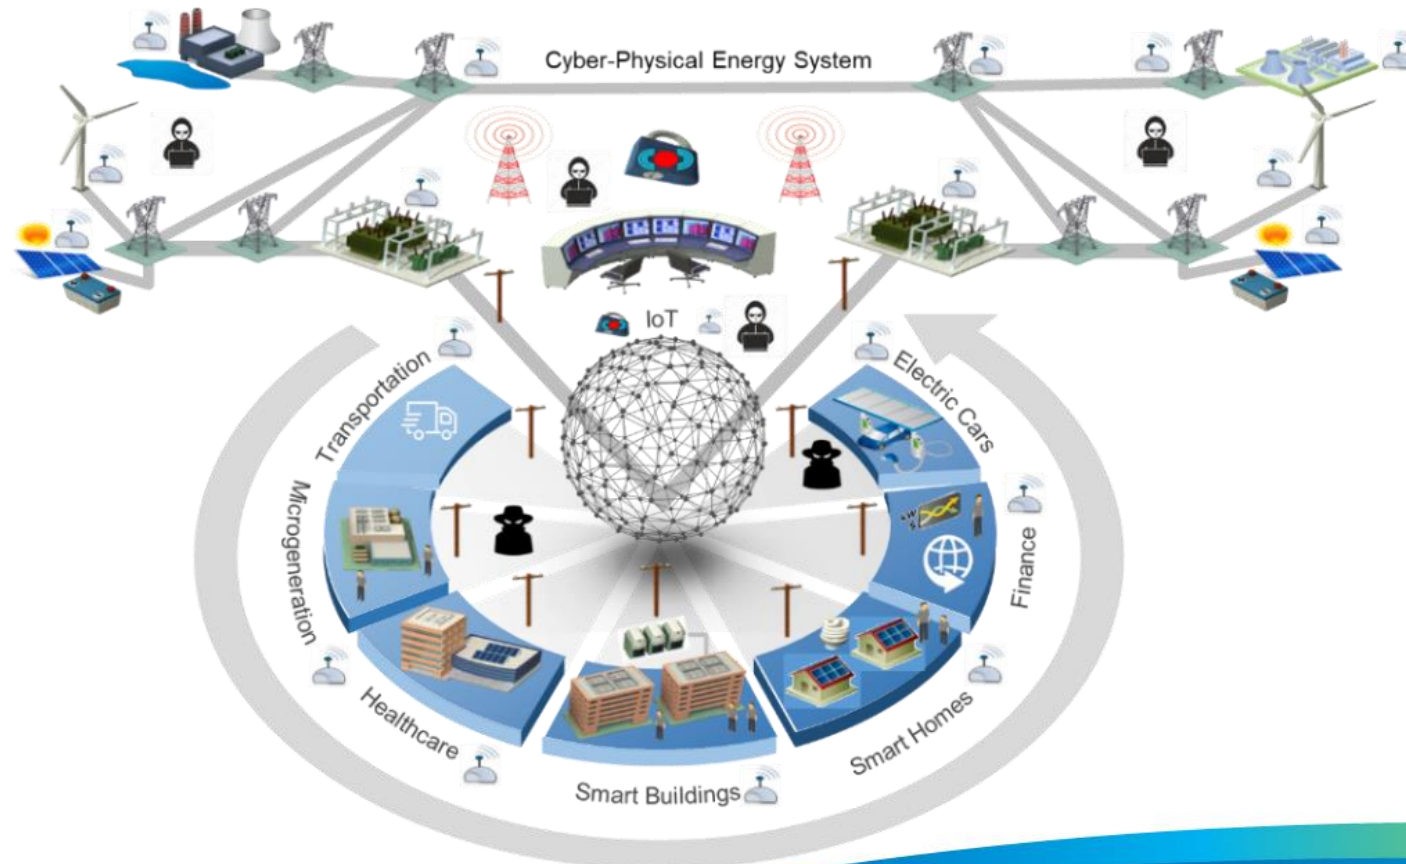 Cyber-Physical Energy System
IoT
Transportation
Electric Cars
Microgeneration
Finance
Healthcare
Smart Homes
Smart Buildings